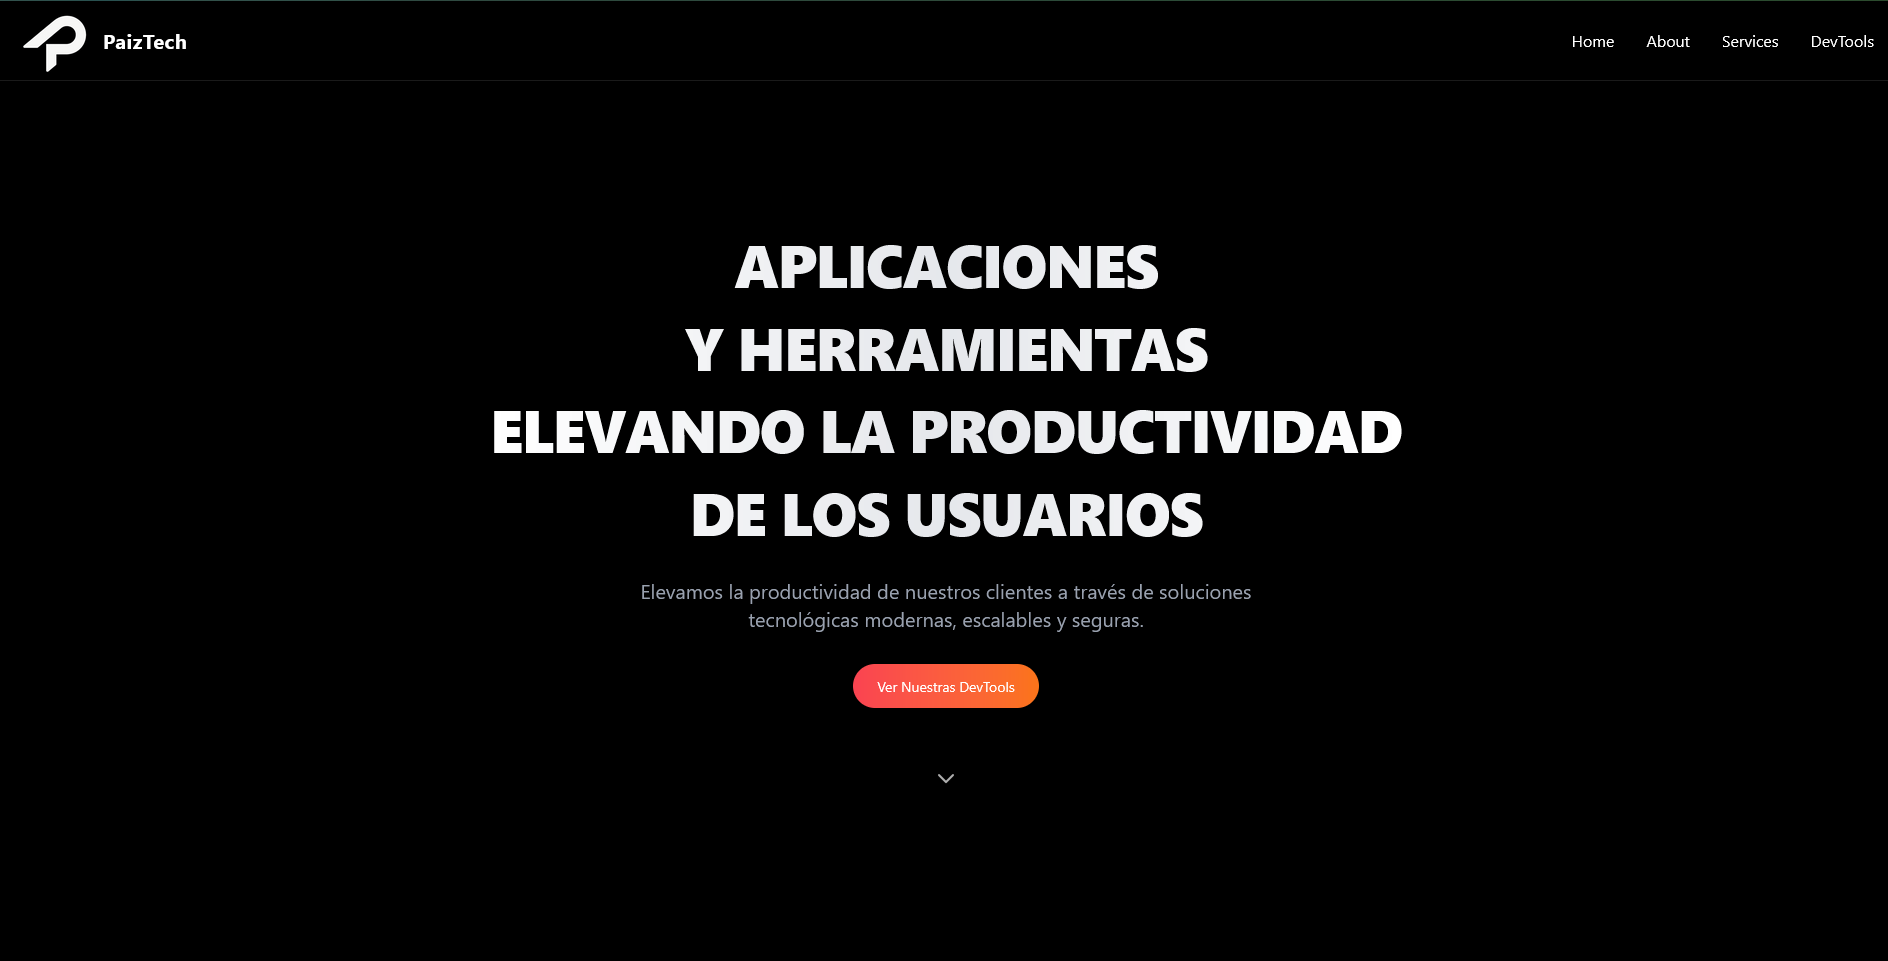 PaizTech
Home About Services DevTools
APLICACIONES
Y HERRAMIENTAS
ELEVANDO LA PRODUCTIVIDAD
DE LOS USUARIOS
Elevamos la productividad de nuestros clientes a través de soluciones
tecnológicas modernas, escalables y seguras.
Ver Nuestras DevTools